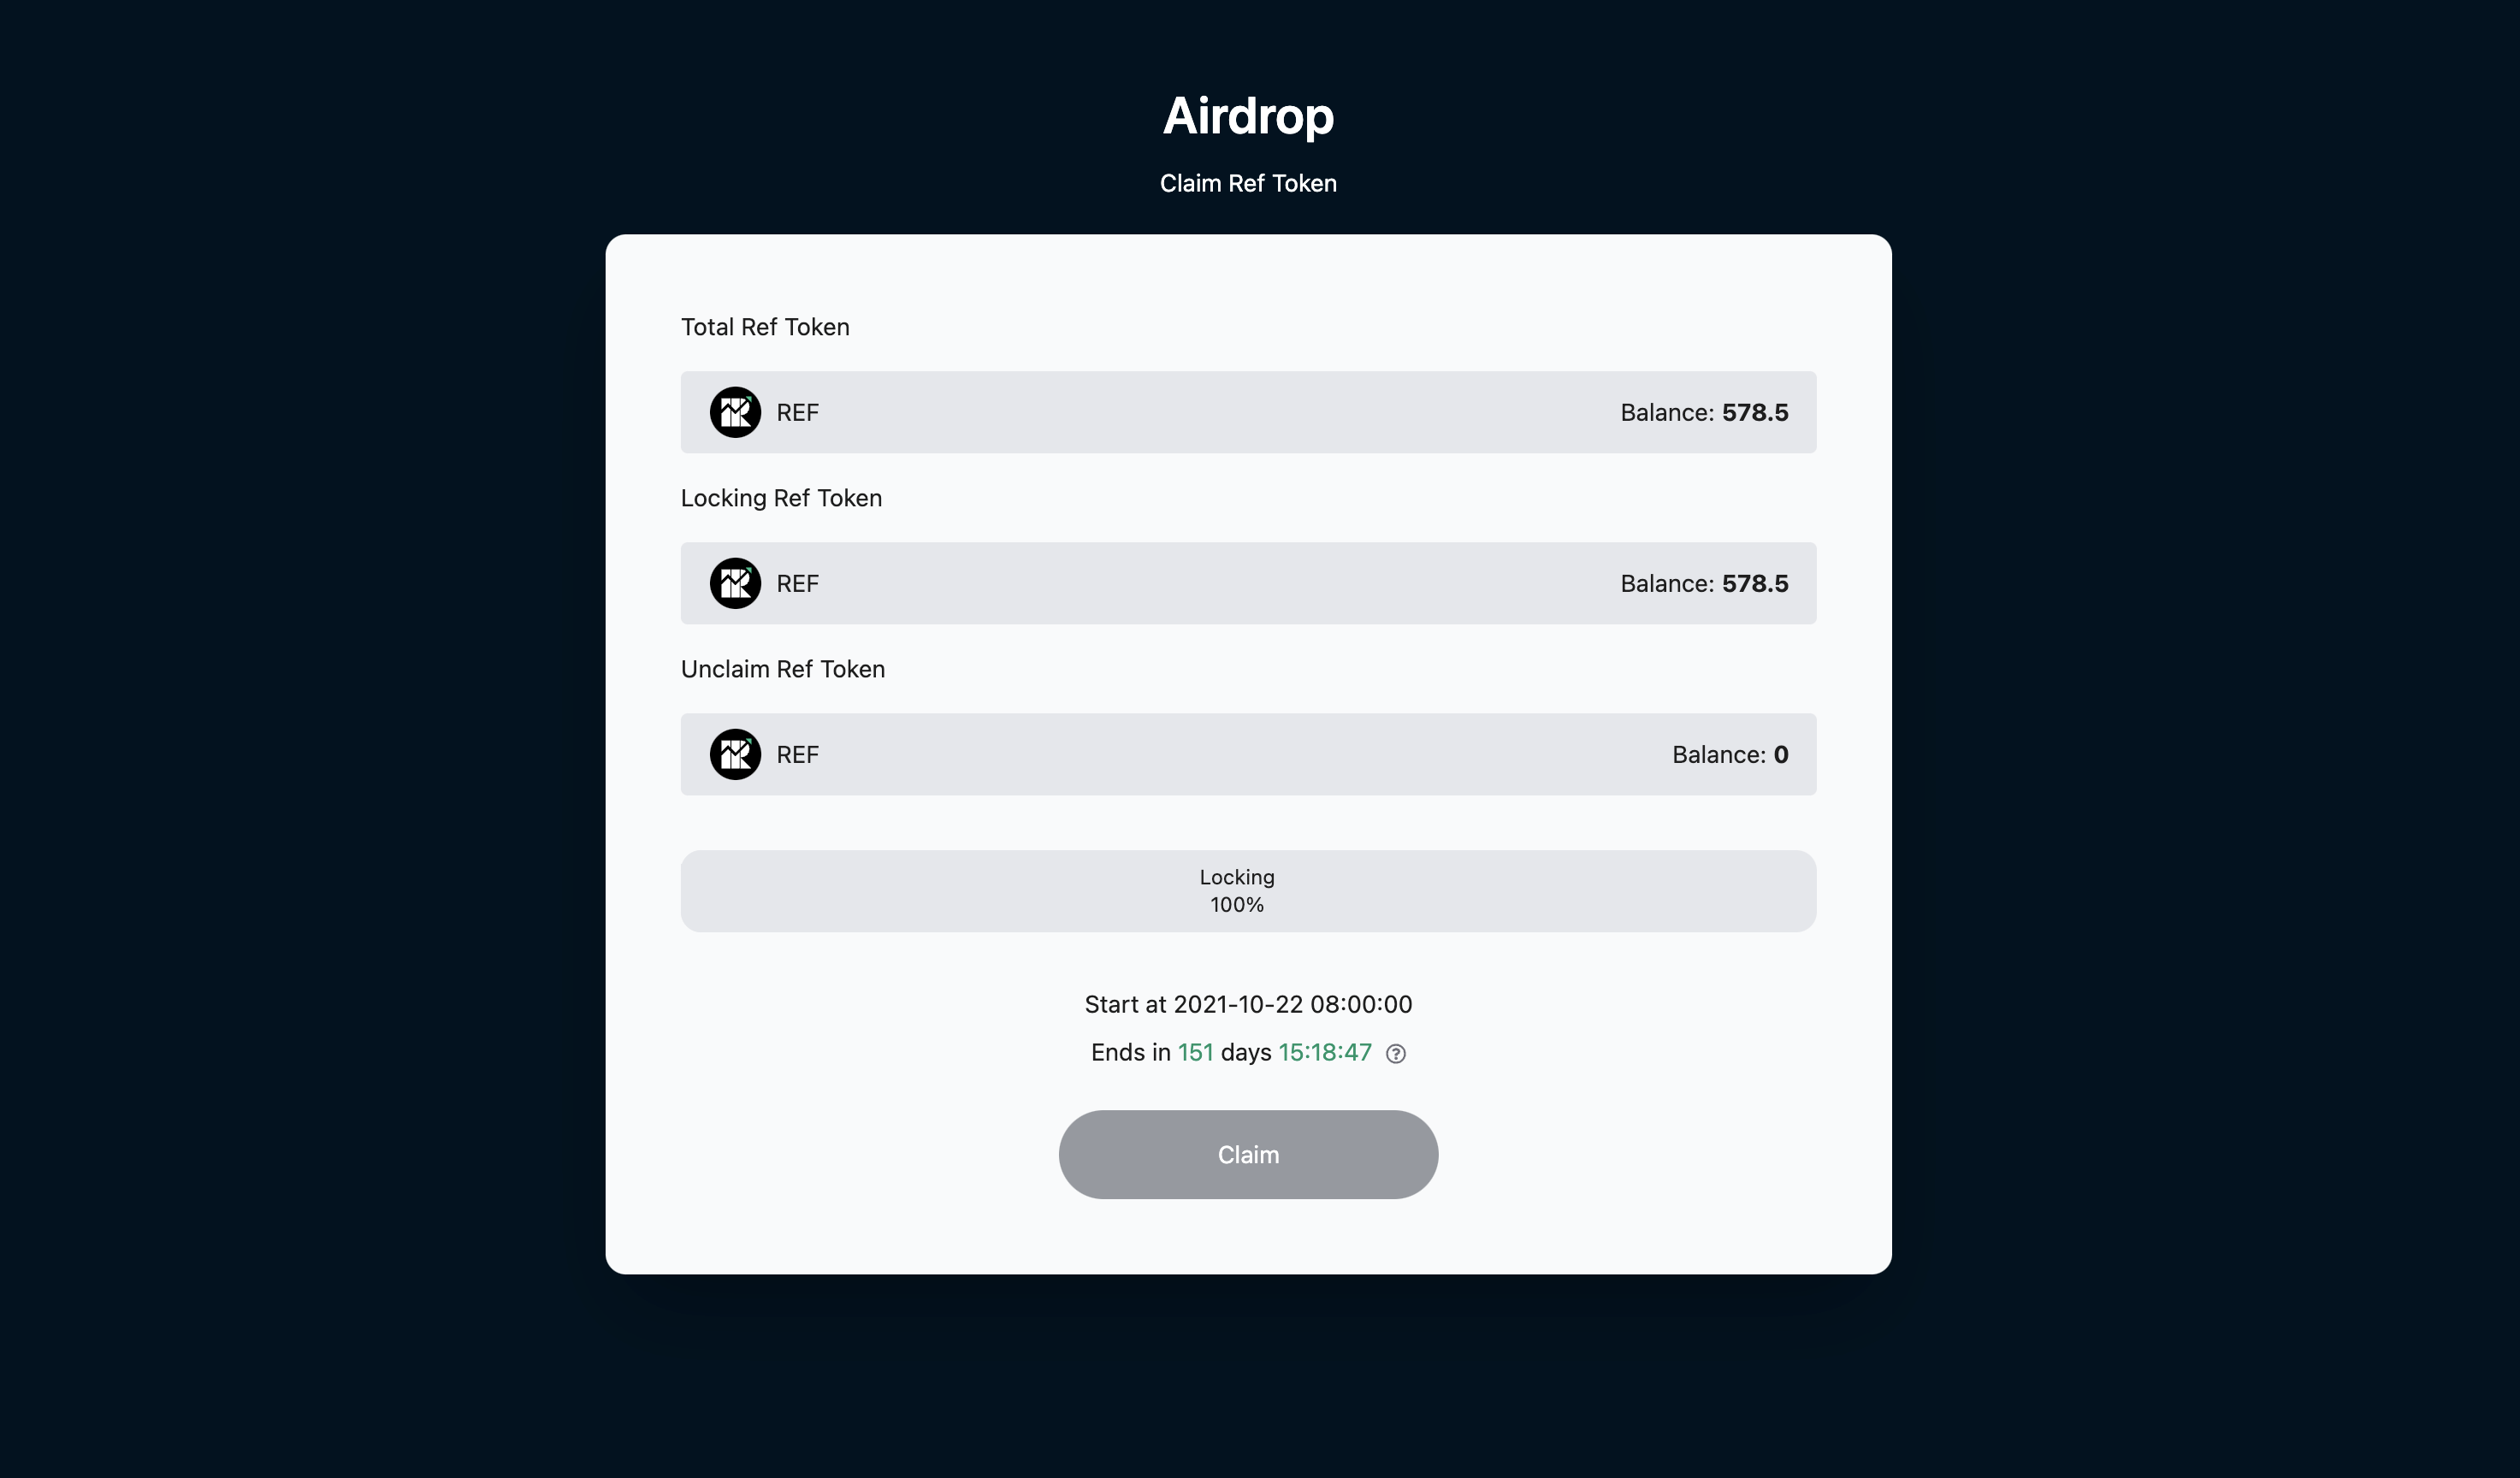 Airdrop
Claim Ref Token
Total Ref Token
REF Balance: 578.5
Locking Ref Token
REF Balance: 578.5
Unclaim Ref Token
REF Balance: 0
Locking
100%
Start at 2021-10-22 08:00:00
Ends in 151 days 15:18:47 ?
Claim